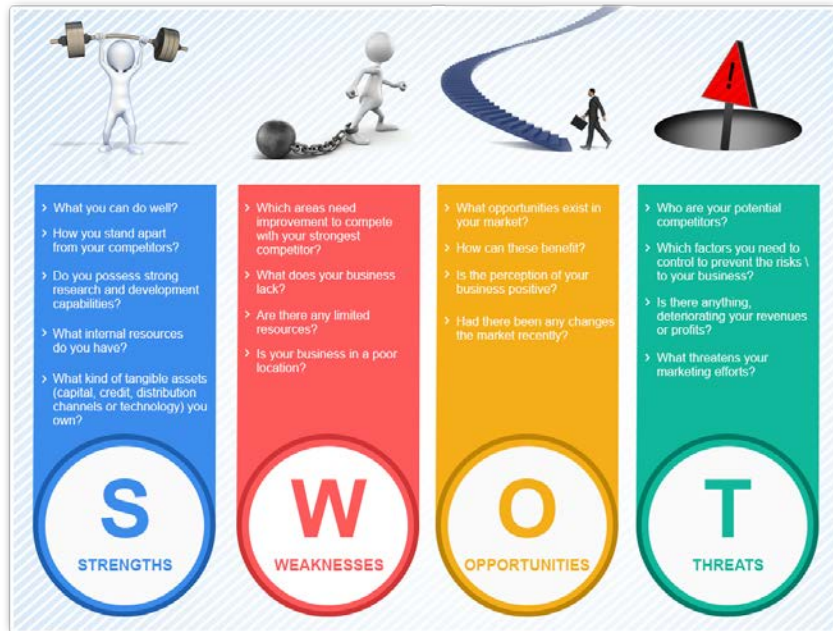 !
› What you can do well?
› How you stand apart
from your competitors?
› Do you possess strong
research and development
capabilities?
› What internal resources
do you have?
› What kind of tangible assets
(capital, credit, distribution
channels or technology) you
own?
S
STRENGTHS
› Which areas need
improvement to compete
with your strongest
competitor?
› What does your business
lack?
› Are there any limited
resources?
› Is your business in a poor
location?
W
WEAKNESSES
› What opportunities exist in
your market?
› How can these benefit?
› Is the perception of your
business positive?
› Had there been any changes
the market recently?
O
OPPORTUNITIES
› Who are your potential
competitors?
› Which factors you need to
control to prevent the risks \
to your business?
› Is there anything,
deteriorating your revenues
or profits?
› What threatens your
marketing efforts?
T
THREATS